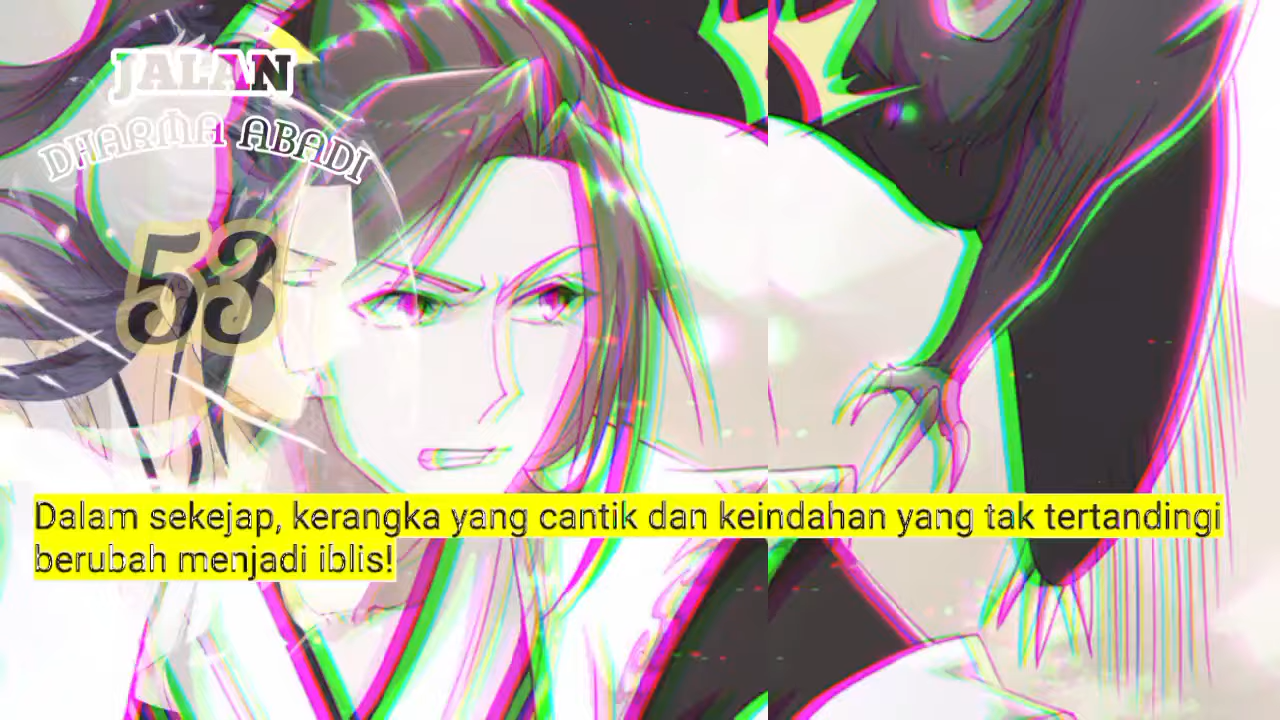 JALAN
DHARMA ABADI
53
Dalam sekejap, kerangka yang cantik dan keindahan yang tak tertandingi
berubah menjadi iblis!